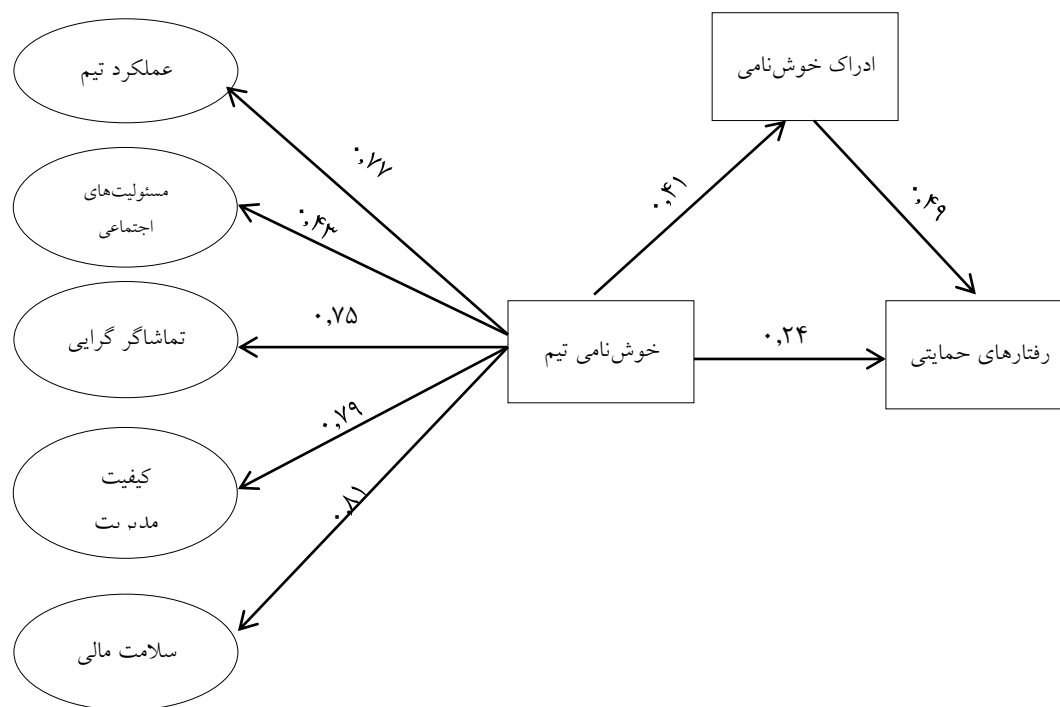 عملکرد تیم
ادراک خوش‌نامی
۰,۷۷
مسئولیت‌های
اجتماعی
۰,۴۳
۰,۴۱
۰,۴۹
تماشاگر گرایی
۰,۷۵
خوش‌نامی تیم
۰,۲۴
رفتارهای حمایتی
۰,۷۹
کیفیت
مدیریت
۰,۸۱
سلامت مالی